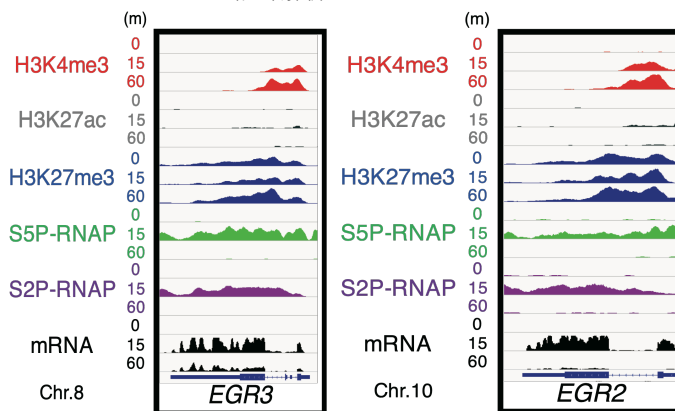 (m)
H3K4me3 0 15 60
H3K27ac 0 15 60
H3K27me3 0 15 60
S5P-RNAP 0 15 60
S2P-RNAP 0 15 60
mRNA 0 15 60
Chr.8 EGR3
(m)
H3K4me3 0 15 60
H3K27ac 0 15 60
H3K27me3 0 15 60
S5P-RNAP 0 15 60
S2P-RNAP 0 15 60
mRNA 0 15 60
Chr.10 EGR2